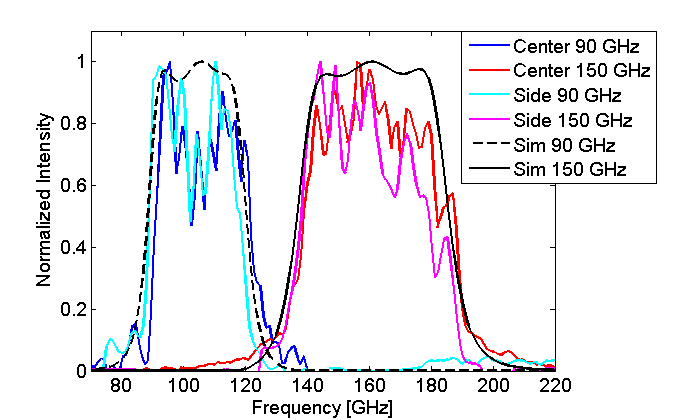 Center 90 GHz
Center 150 GHz
Side 90 GHz
Side 150 GHz
Sim 90 GHz
Sim 150 GHz
Normalized Intensity
1
0.8
0.6
0.4
0.2
0
80 100 120 140 160 180 200 220
Frequency [GHz]